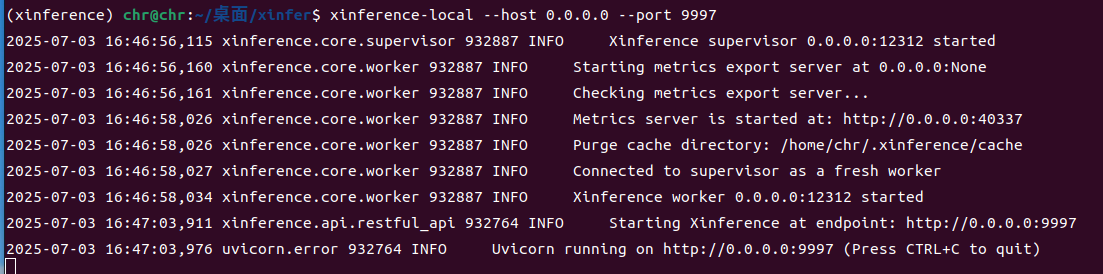 (xinference) chr@chr:~/桌面/xinfer$ xinference-local --host 0.0.0.0 --port 9997
2025-07-03 16:46:56,115 xinference.core.supervisor 932887 INFO     Xinference supervisor 0.0.0.0:12312 started
2025-07-03 16:46:56,160 xinference.core.worker 932887 INFO     Starting metrics export server at 0.0.0.0:None
2025-07-03 16:46:56,161 xinference.core.worker 932887 INFO     Checking metrics export server...
2025-07-03 16:46:58,026 xinference.core.worker 932887 INFO     Metrics server is started at: http://0.0.0.0:40337
2025-07-03 16:46:58,026 xinference.core.worker 932887 INFO     Purge cache directory: /home/chr/.xinference/cache
2025-07-03 16:46:58,027 xinference.core.worker 932887 INFO     Connected to supervisor as a fresh worker
2025-07-03 16:46:58,034 xinference.core.worker 932887 INFO     Xinference worker 0.0.0.0:12312 started
2025-07-03 16:47:03,911 xinference.api.restful_api 932764 INFO     Starting Xinference at endpoint: http://0.0.0.0:9997
2025-07-03 16:47:03,976 uvicorn.error 932764 INFO     Uvicorn running on http://0.0.0.0:9997 (Press CTRL+C to quit)